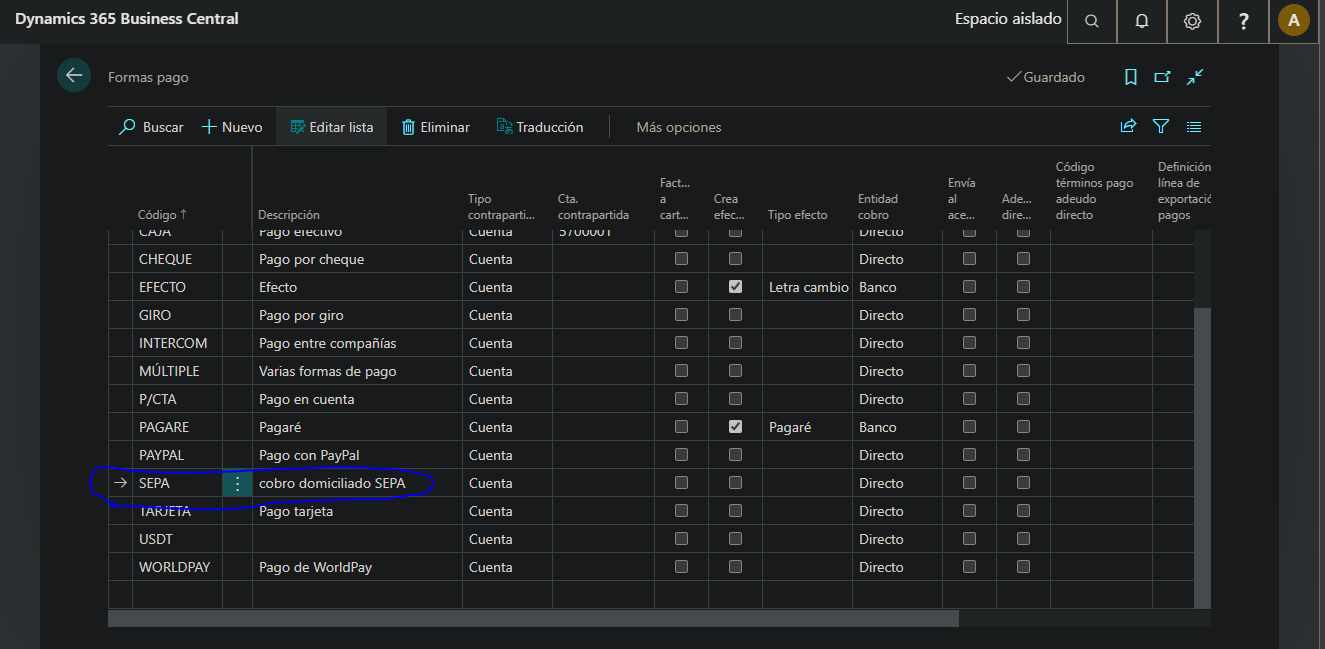 Dynamics 365 Business Central
Espacio aislado
?
A
Formas pago
Guardado
Buscar Nuevo Editar lista Eliminar Traducción Más opciones
Código ↑ Descripción Tipo contraparti... Cta. contrapartida Fact... a cart... Crea efec... Tipo efecto Entidad cobro Envía al ace... Ade... dire... Código términos pago adeudo directo Definición línea de exportació pagos
CAJA Pago efectivo Cuenta 5700001 Directo
CHEQUE Pago por cheque Cuenta Directo
EFECTO Efecto Cuenta Letra cambio Banco
GIRO Pago por giro Cuenta Directo
INTERCOM Pago entre compañías Cuenta Directo
MÚLTIPLE Varias formas de pago Cuenta Directo
P/CTA Pago en cuenta Cuenta Directo
PAGARE Pagaré Cuenta Pagaré Banco
PAYPAL Pago con PayPal Cuenta Directo
SEPA cobro domiciliado SEPA Cuenta Directo
TARJETA Pago tarjeta Cuenta Directo
USDT Cuenta Directo
WORLDPAY Pago de WorldPay Cuenta Directo